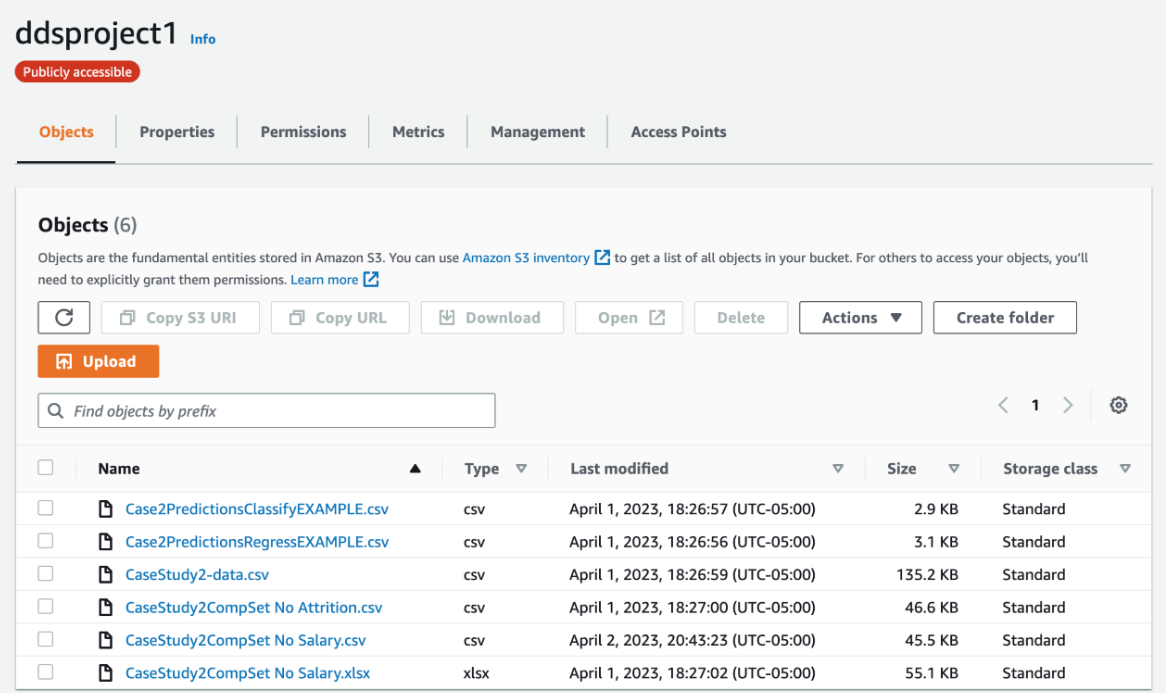 ddsproject1 Info
Publicly accessible
Objects Properties Permissions Metrics Management Access Points
Objects (6)
Objects are the fundamental entities stored in Amazon S3. You can use Amazon S3 inventory to get a list of all objects in your bucket. For others to access your objects, you'll
need to explicitly grant them permissions. Learn more
Copy S3 URI Copy URL Download Open Delete Actions Create folder
Upload
Find objects by prefix 1
Name Type Last modified Size Storage class
Case2PredictionsClassifyEXAMPLE.csv csv April 1, 2023, 18:26:57 (UTC-05:00) 2.9 KB Standard
Case2PredictionsRegressEXAMPLE.csv csv April 1, 2023, 18:26:56 (UTC-05:00) 3.1 KB Standard
CaseStudy2-data.csv csv April 1, 2023, 18:26:59 (UTC-05:00) 135.2 KB Standard
CaseStudy2CompSet No Attrition.csv csv April 1, 2023, 18:27:00 (UTC-05:00) 46.6 KB Standard
CaseStudy2CompSet No Salary.csv csv April 2, 2023, 20:43:23 (UTC-05:00) 45.5 KB Standard
CaseStudy2CompSet No Salary.xlsx xlsx April 1, 2023, 18:27:02 (UTC-05:00) 55.1 KB Standard